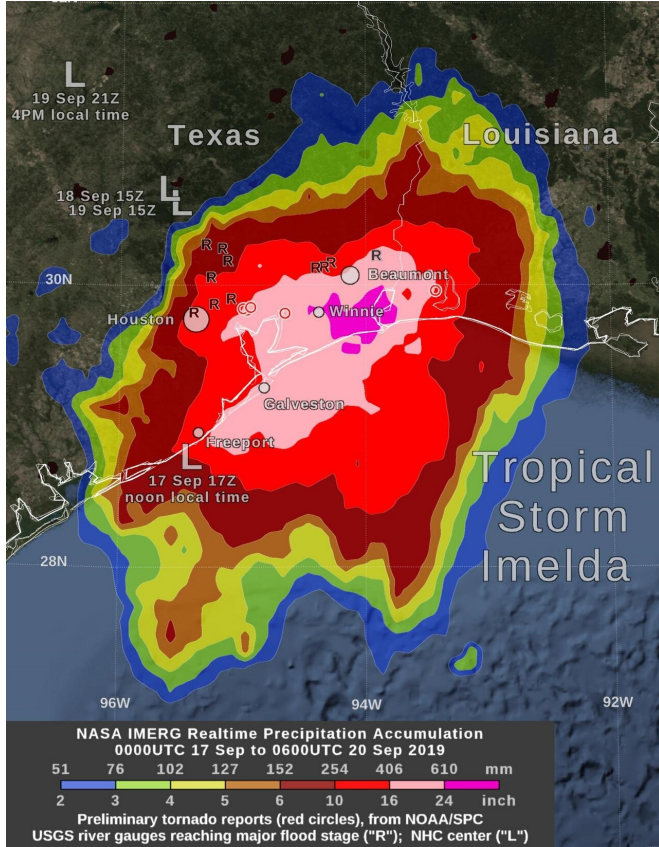 L
19 Sep 21Z
4PM local time
Texas
Louisiana
18 Sep 15Z
L
19 Sep 15Z
L
R
R
R
R
R
R
R
R
R
R
R
30N
Beaumont
Houston
Winnie
Galveston
Freeport
L
17 Sep 17Z
noon local time
Tropical
Storm
Imelda
28N
96W
94W
92W
NASA IMERG Realtime Precipitation Accumulation
0000UTC 17 Sep to 0600UTC 20 Sep 2019
51 76 102 127 152 254 406 610 mm
2 3 4 5 6 10 16 24 inch
Preliminary tornado reports (red circles), from NOAA/SPC
USGS river gauges reaching major flood stage ("R"); NHC center ("L")